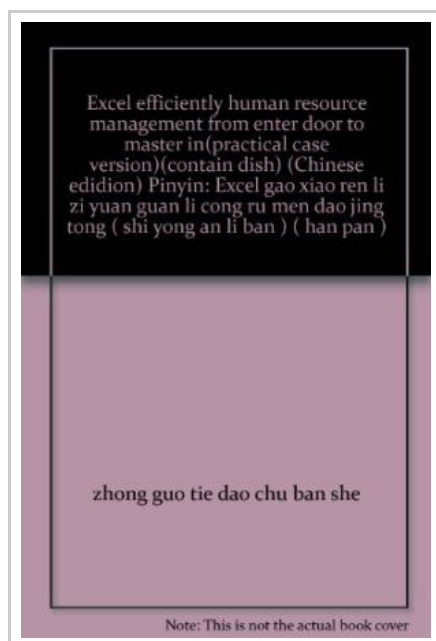 Excel efficiently human resource
management from enter door to
master in(practical case
version)(contain dish) (Chinese
edidion) Pinyin: Excel gao xiao ren li
zi yuan guan li cong ru men dao jing
tong ( shi yong an li ban ) ( han pan )
zhong guo tie dao chu ban she
Note: This is not the actual book cover